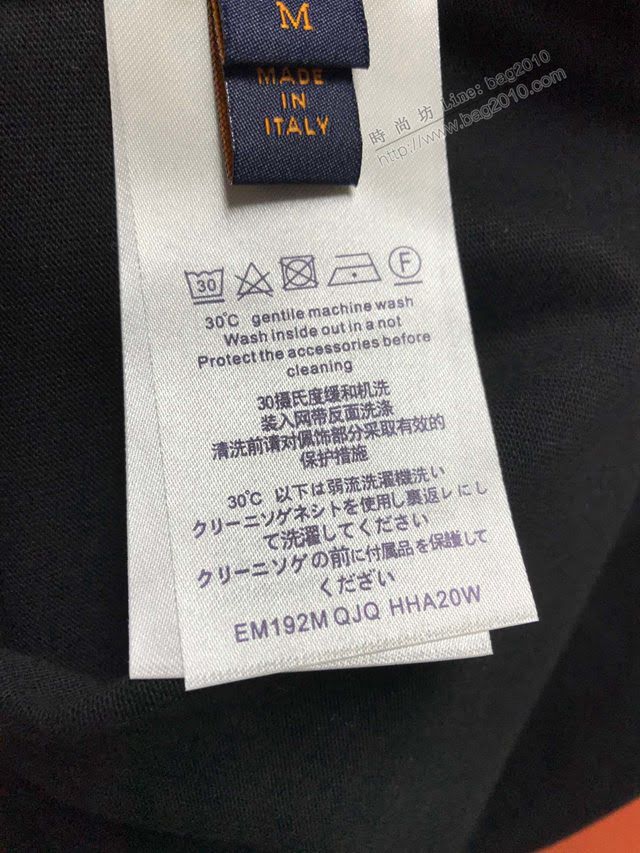 M
MADE
IN
ITALY
時尚坊 Line: bag2010
http://www.bag2010.com
30
F
30℃ gentile machine wash
Wash inside out in a not
Protect the accessories before
cleaning
30摄氏度缓和机洗
装入网带反面洗涤
清洗前请对佩饰部分采取有效的
保护措施
30℃ 以下は弱流洗濯機洗い
クリーニソゲネシトを使用し裏返レにし
て洗濯してください
クリーニソゲの前に付属品を保護して
ください
EM192M QJQ HHA20W